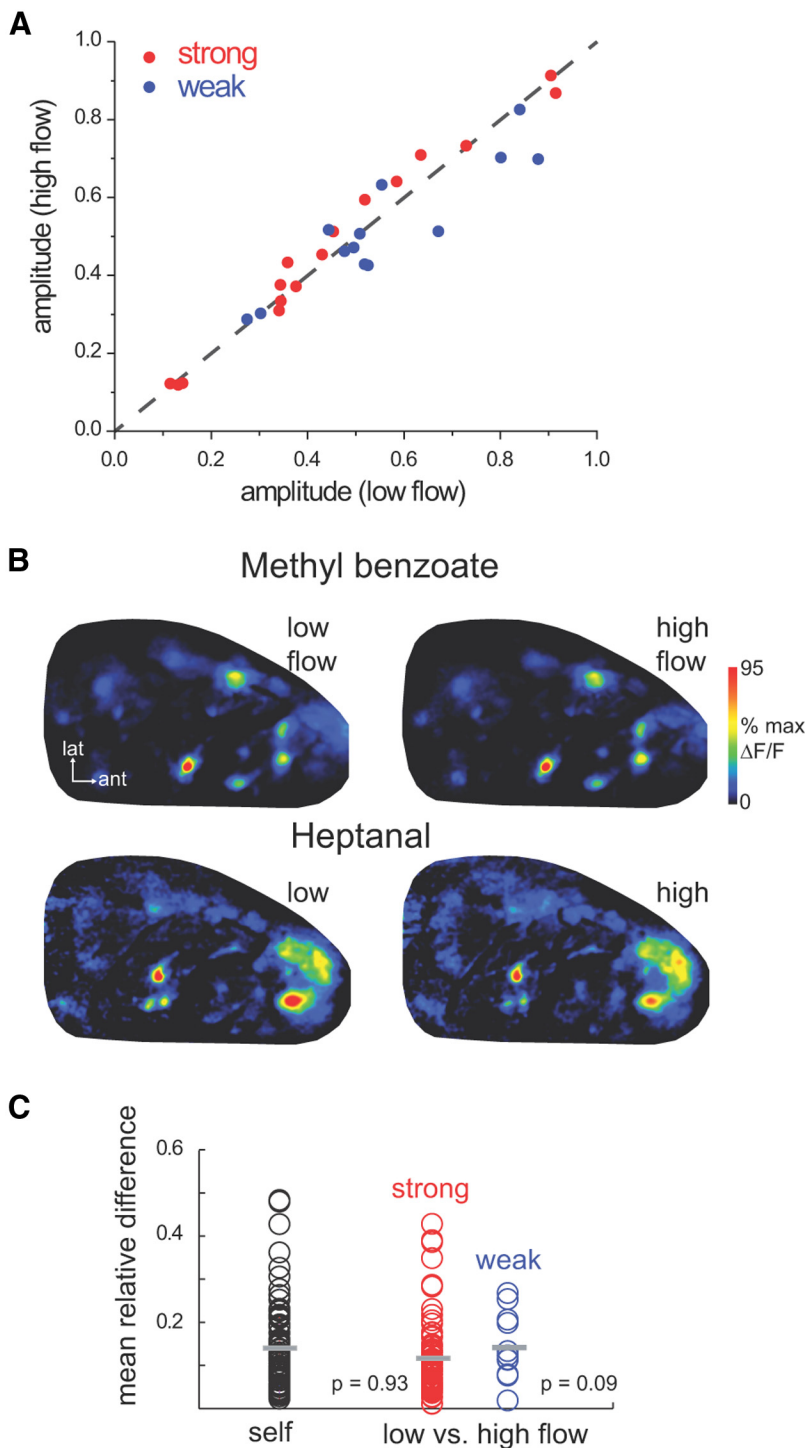 A
strong
weak
amplitude (high flow)
1.0
0.8
0.6
0.4
0.2
0.0
0.0 0.2 0.4 0.6 0.8 1.0
amplitude (low flow)
B
Methyl benzoate
low
flow
high
flow
95
% max
ΔF/F
0
lat
ant
Heptanal
low
high
C
mean relative difference
0.6
0.4
0.2
strong
weak
p = 0.93
p = 0.09
self
low vs. high flow